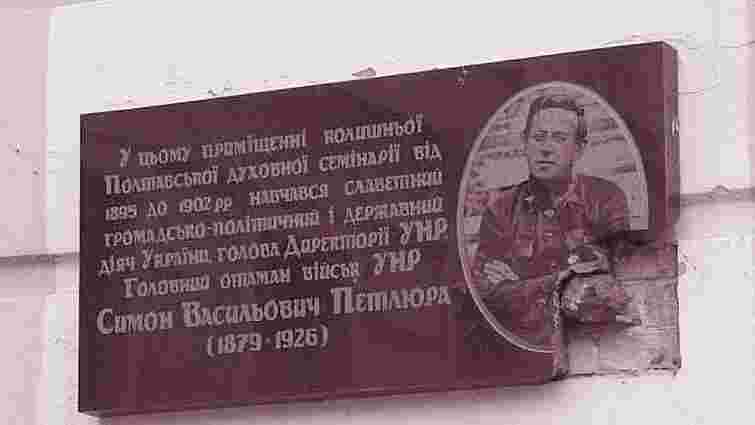 У цьому приміщенні колишньої
Полтавської духовної семінарії від
1895 до 1902 рр навчався славетний
громадсько-політичний і державний
діяч України, голова Директорії УНР
Головний отаман військ УНР
Симон Васильович Петлюра
(1879 - 1926)